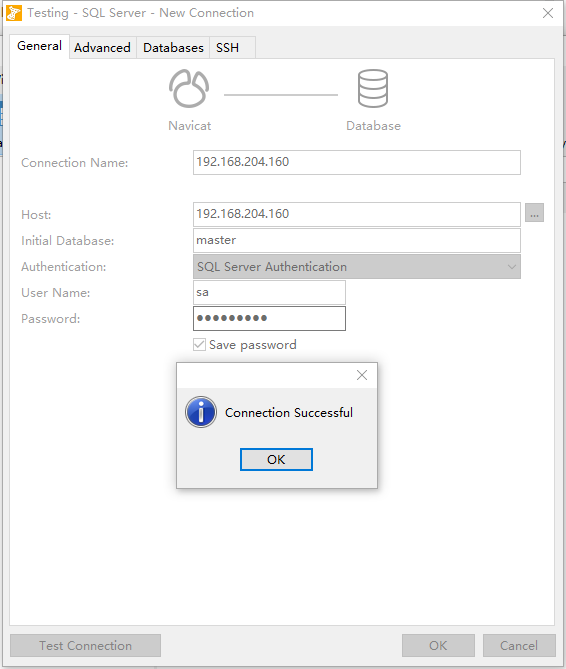 Testing - SQL Server - New Connection
General Advanced Databases SSH
Navicat Database
Connection Name: 192.168.204.160
Host: 192.168.204.160 ...
Initial Database: master
Authentication: SQL Server Authentication
User Name: sa
Password: ●●●●●●●●●
Save password
Connection Successful
OK
Test Connection OK Cancel